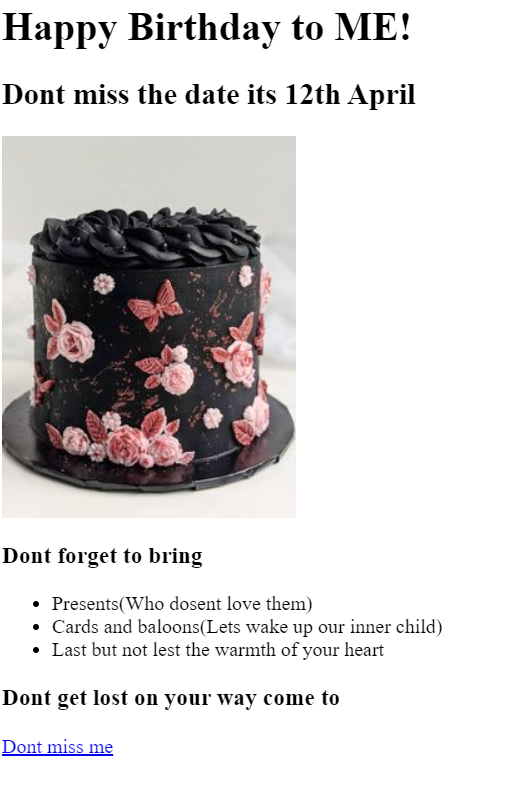 Happy Birthday to ME!
Dont miss the date its 12th April
Dont forget to bring
Presents(Who dosent love them)
Cards and baloons(Lets wake up our inner child)
Last but not lest the warmth of your heart
Dont get lost on your way come to
Dont miss me